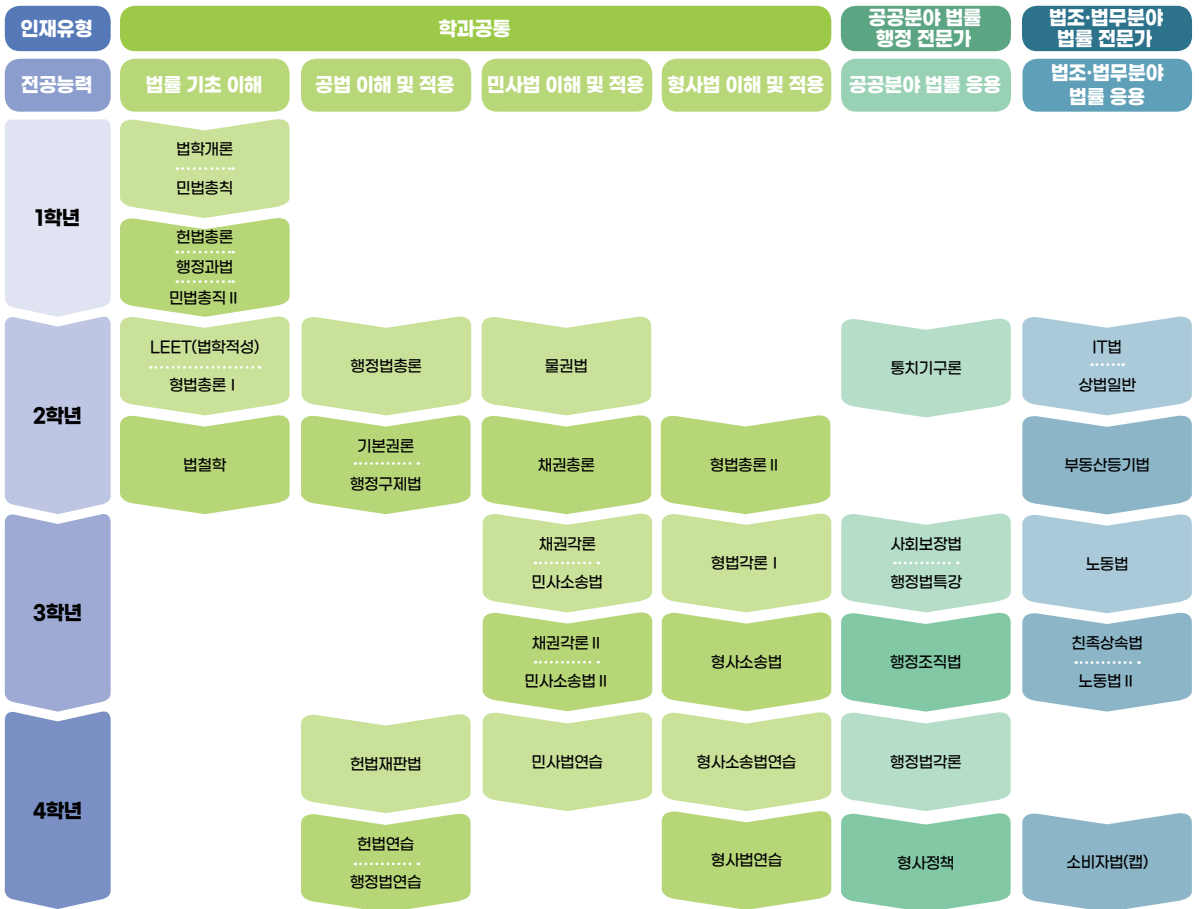 인재유형
학과공통
공공분야 법률
행정 전문가
법조·법무분야
법률 전문가
전공능력
법률 기초 이해
공법 이해 및 적용
민사법 이해 및 적용
형사법 이해 및 적용
공공분야 법률 응용
법조·법무분야
법률 응용
1학년
법학개론
민법총칙
헌법총론
행정과법
민법총직 II
2학년
LEET(법학적성)
형법총론 I
행정법총론
물권법
통치기구론
IT법
상법일반
법철학
기본권론
행정구제법
채권총론
형법총론 II
부동산등기법
3학년
채권각론
민사소송법
형법각론 I
사회보장법
행정법특강
노동법
채권각론 II
민사소송법 II
형사소송법
행정조직법
친족상속법
노동법 II
4학년
헌법재판법
민사법연습
형사소송법연습
행정법각론
헌법연습
행정법연습
형사법연습
형사정책
소비자법(캡)